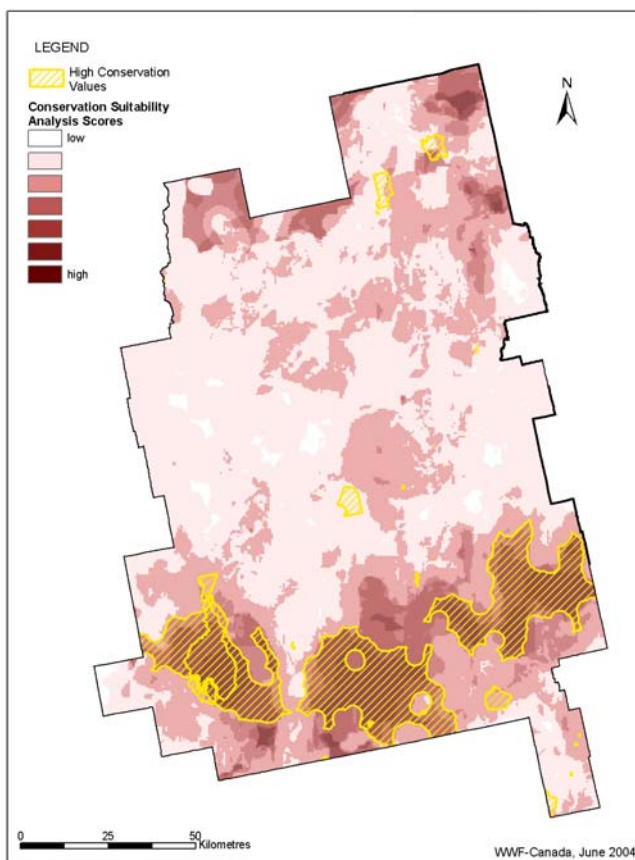 LEGEND
High Conservation
Values
Conservation Suitability
Analysis Scores
low
high
N
0 25 50
Kilometres
WWF-Canada, June 2004